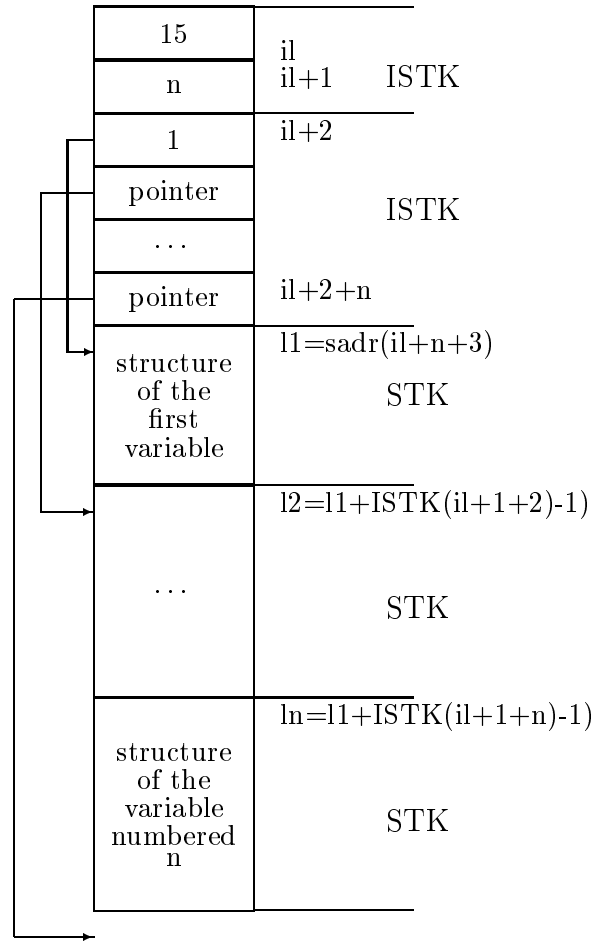 15
il
n
il+1
ISTK
1
il+2
pointer
ISTK
...
pointer
il+2+n
l1=sadr(il+n+3)
structure
of the
first
variable
STK
l2=l1+ISTK(il+1+2)-1)
...
STK
ln=l1+ISTK(il+1+n)-1)
structure
of the
variable
numbered
n
STK